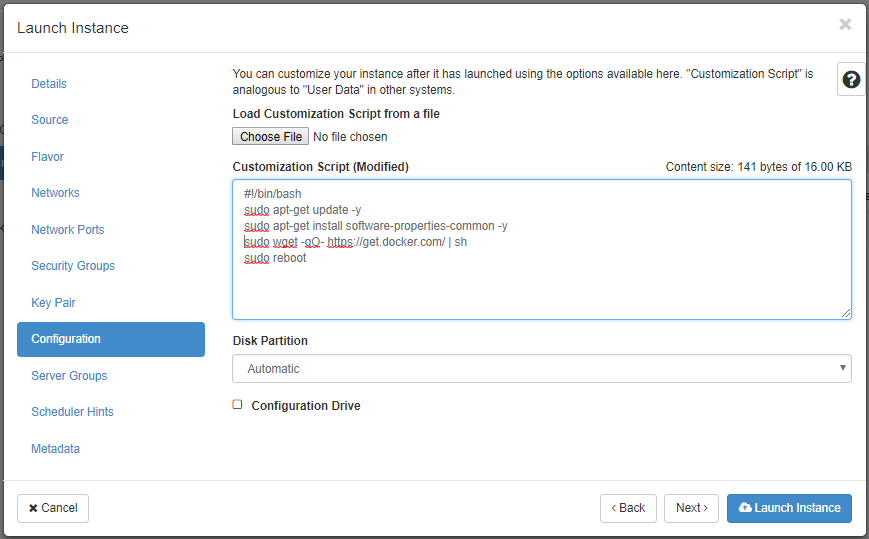 Launch Instance
×
Details
Source
Flavor
Networks
Network Ports
Security Groups
Key Pair
Configuration
Server Groups
Scheduler Hints
Metadata
You can customize your instance after it has launched using the options available here. "Customization Script" is
analogous to "User Data" in other systems.
?
Load Customization Script from a file
Choose File No file chosen
Customization Script (Modified) Content size: 141 bytes of 16.00 KB
#!/bin/bash
sudo apt-get update -y
sudo apt-get install software-properties-common -y
sudo wget -qO- https://get.docker.com/ | sh
sudo reboot
Disk Partition
Automatic
Configuration Drive
× Cancel
‹ Back
Next ›
Launch Instance